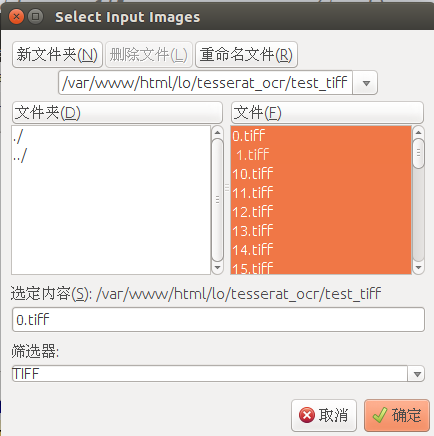 Select Input Images
新文件夹(N) 删除文件(L) 重命名文件(R)
/var/www/html/lo/tesserat_ocr/test_tiff
文件夹(D) 文件(F)
./
../
0.tiff
1.tiff
10.tiff
11.tiff
12.tiff
13.tiff
14.tiff
15.tiff
选定内容(S): /var/www/html/lo/tesserat_ocr/test_tiff
0.tiff
筛选器:
TIFF
取消 确定